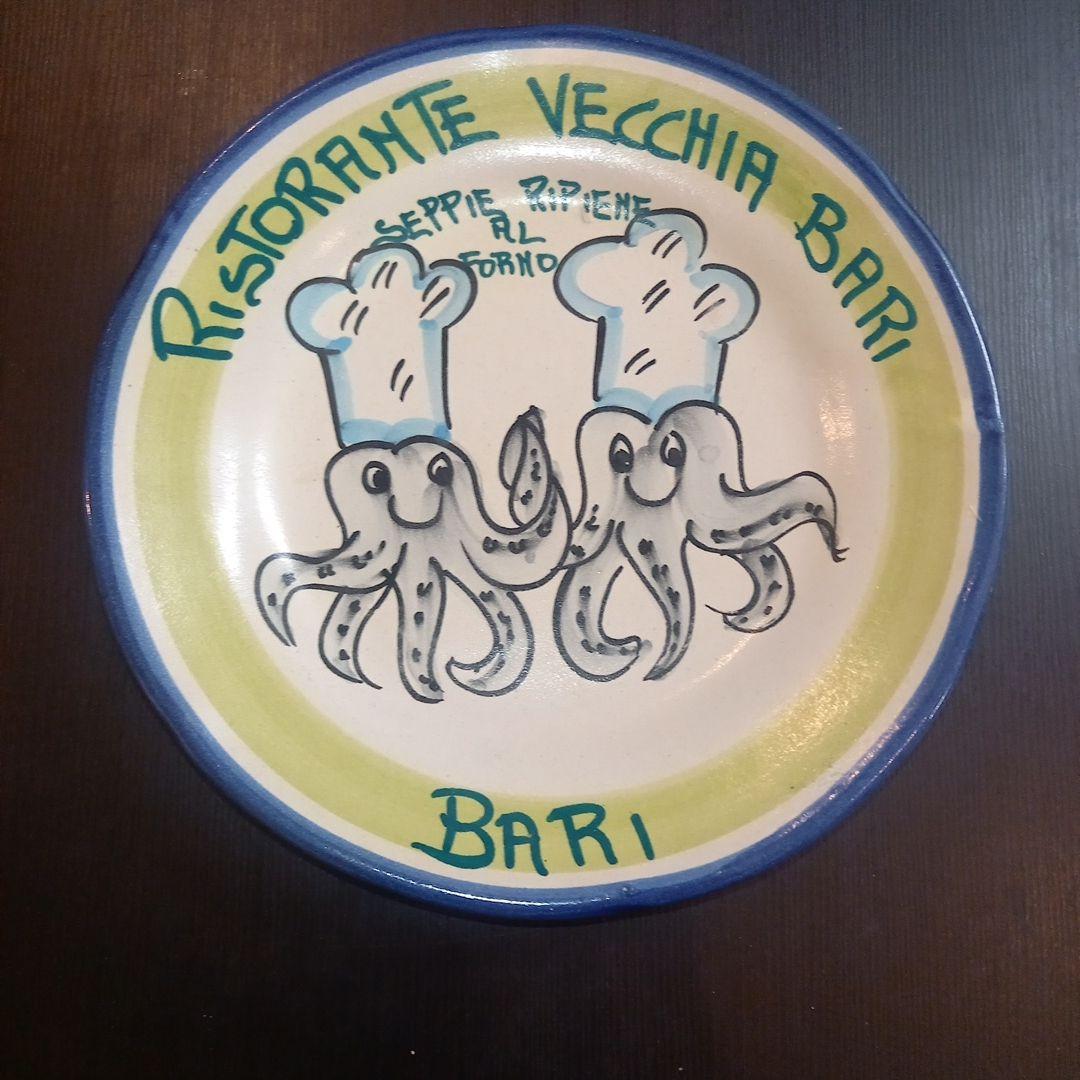 RISTORANTE VECCHIA BARI
SEPPIE RIPIENE
AL
FORNO
BARI